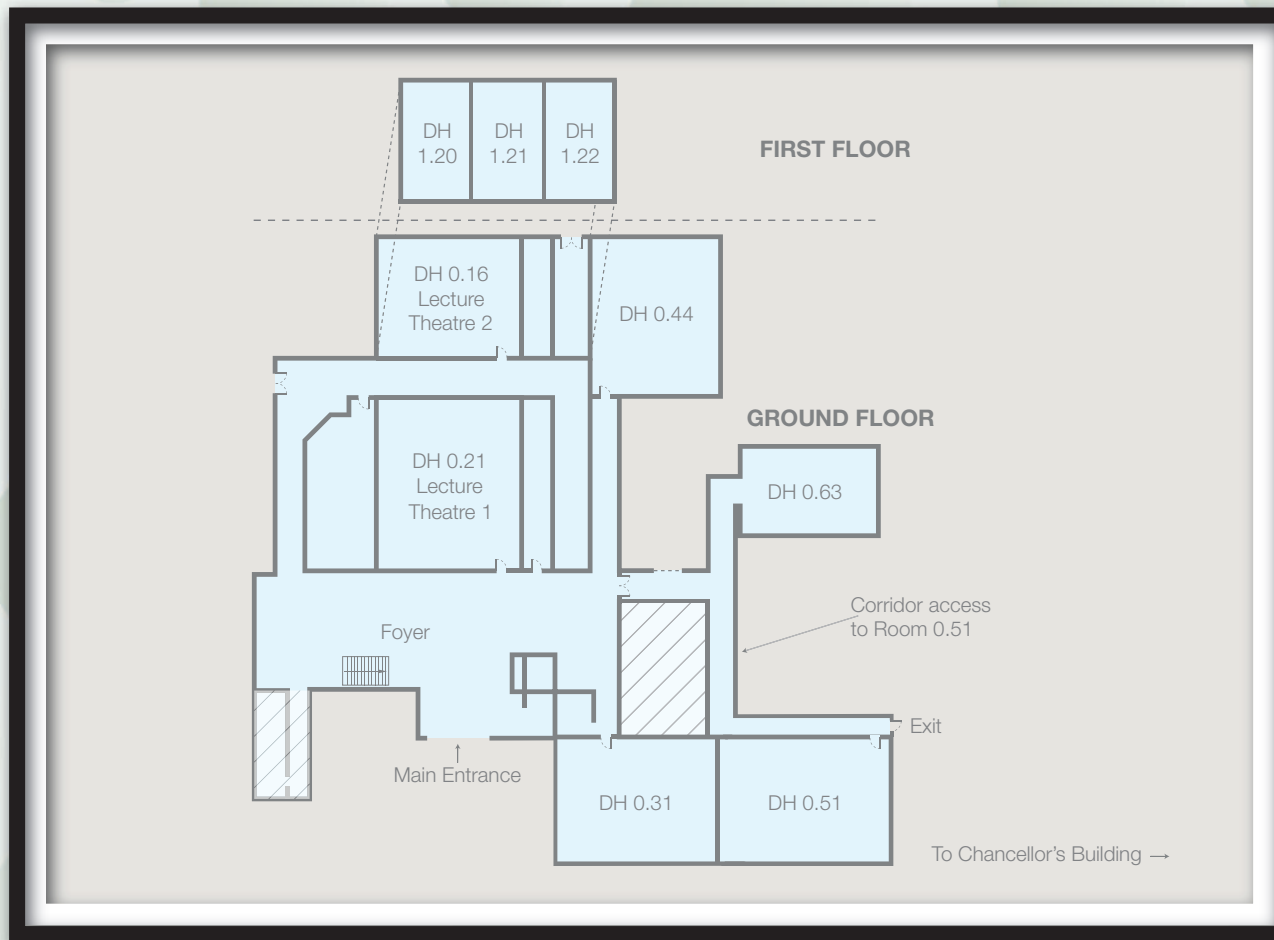 DH
1.20
DH
1.21
DH
1.22
FIRST FLOOR
DH 0.16
Lecture
Theatre 2
DH 0.44
GROUND FLOOR
DH 0.21
Lecture
Theatre 1
DH 0.63
Corridor access
to Room 0.51
Foyer
Exit
Main Entrance
DH 0.31
DH 0.51
To Chancellor's Building